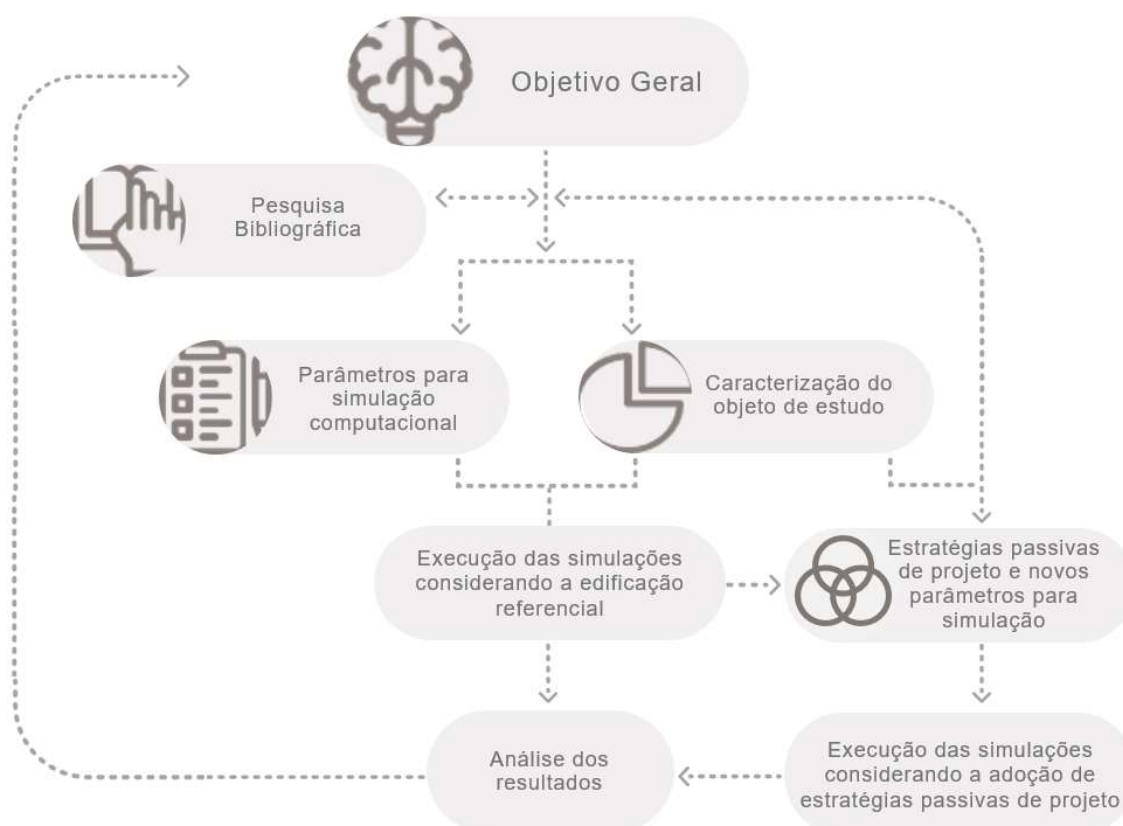 Objetivo Geral
Pesquisa
Bibliográfica
Parâmetros para
simulação
computacional
Caracterização do
objeto de estudo
Execução das simulações
considerando a edificação
referencial
Estratégias passivas
de projeto e novos
parâmetros para
simulação
Análise dos
resultados
Execução das simulações
considerando a adoção de
estratégias passivas de projeto